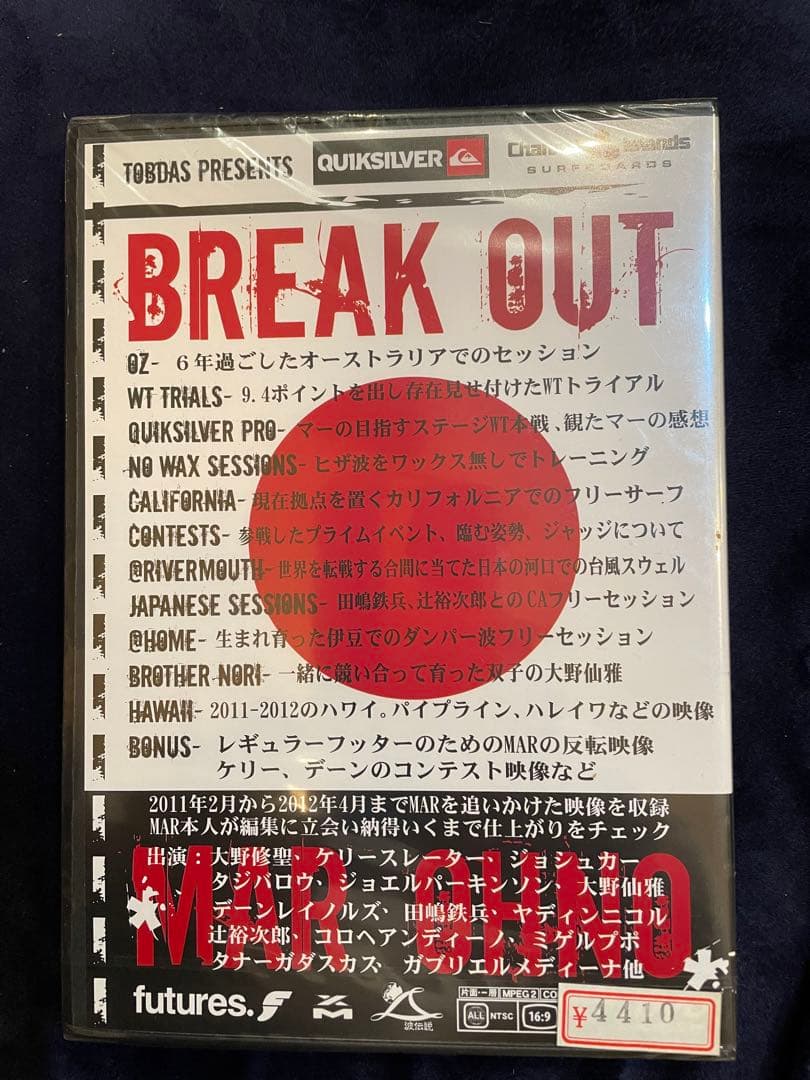 TOBDAS PRESENTS QUIKSILVER Channel Islands
SURFBOARDS
BREAK OUT
OZ- 6年過ごしたオーストラリアでのセッション
WT TRIALS- 9.4ポイントを出し存在見せ付けたWTトライアル
QUIKSILVER PRO- マーの目指すステージWT本戦、観たマーの感想
NO WAX SESSIONS- ヒザ波をワックス無しでトレーニング
CALIFORNIA- 現在拠点を置くカリフォルニアでのフリーサーフ
CONTESTS- 参戦したプライムイベント、臨む姿勢、ジャッジについて
@RIVERMOUTH- 世界を転戦する合間に当てた日本の河口での台風スウェル
JAPANESE SESSIONS- 田嶋鉄兵、辻裕次郎とのCAフリーセッション
@HOME- 生まれ育った伊豆でのダンパー波フリーセッション
BROTHER NORI- 一緒に競い合って育った双子の大野仙雅
HAWAII- 2011-2012のハワイ。パイプライン、ハレイワなどの映像
BONUS- レギュラーフッターのためのMARの反転映像
ケリー、デーンのコンテスト映像など
2011年2月から2012年4月までMARを追いかけた映像を収録
MAR本人が編集に立会い納得いくまで仕上がりをチェック
MAR OHNO
出演：大野修聖、ケリースレーター、ジョシュカー
タジバロウ、ジョエルパーキンソン、大野仙雅
デーンレイノルズ、田嶋鉄兵、ヤディンニコル
辻裕次郎、コロヘアンディーノ、ミゲルプポ
タナーガダスカス、ガブリエルメディーナ他
futures. 波伝説
片面・一層 MPEG2 CO
ALL NTSC 16:9
¥4410